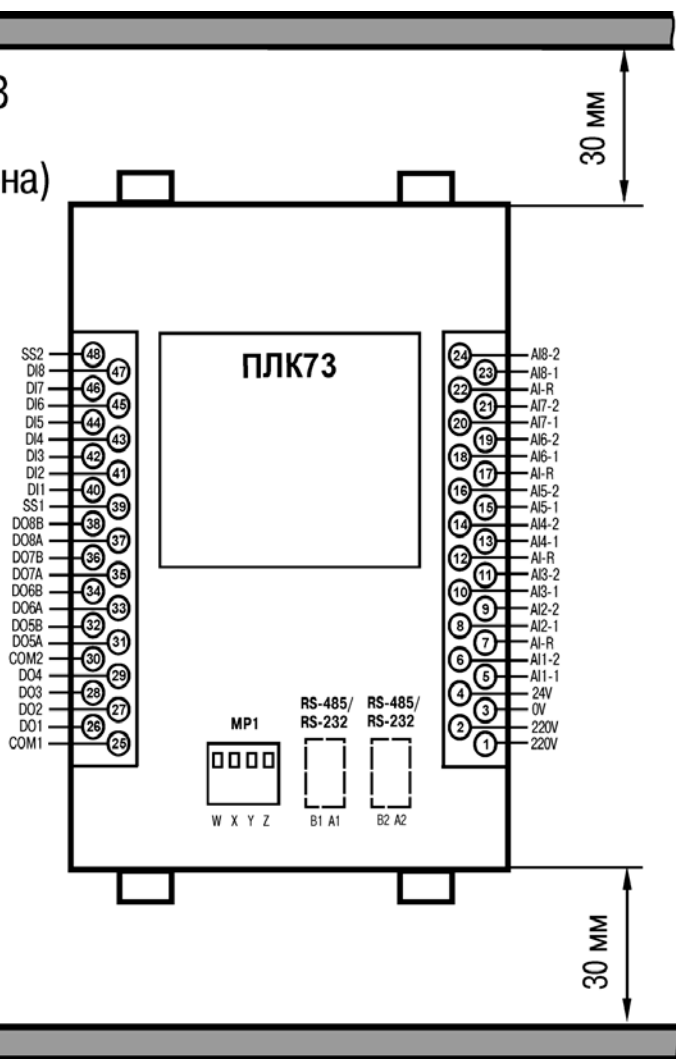 3
на)
30 мм
ПЛК73
SS2 48
DI8 47
DI7 46
DI6 45
DI5 44
DI4 43
DI3 42
DI2 41
DI1 40
SS1 39
DO8B 38
DO8A 37
DO7B 36
DO7A 35
DO6B 34
DO6A 33
DO5B 32
DO5A 31
COM2 30
DO4 29
DO3 28
DO2 27
DO1 26
COM1 25
24 AI8-2
23 AI8-1
22 AI-R
21 AI7-2
20 AI7-1
19 AI6-2
18 AI6-1
17 AI-R
16 AI5-2
15 AI5-1
14 AI4-2
13 AI4-1
12 AI-R
11 AI3-2
10 AI3-1
9 AI2-2
8 AI2-1
7 AI-R
6 AI1-2
5 AI1-1
4 24V
3 0V
2 220V
1 220V
MP1
W X Y Z
RS-485/
RS-232
B1 A1
RS-485/
RS-232
B2 A2
30 мм